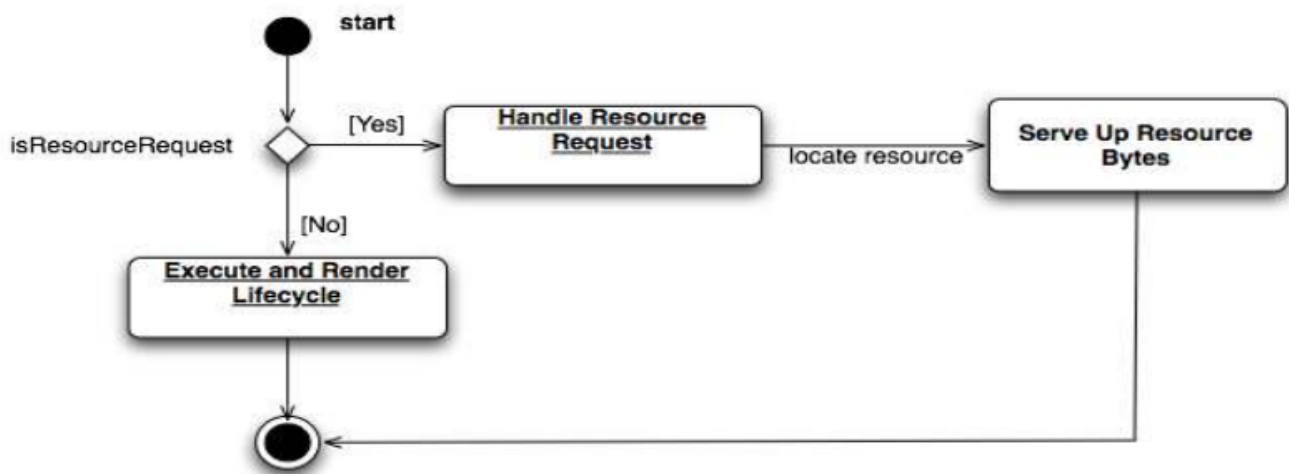 start
[Yes]
Handle Resource
Request
isResourceRequest
locate resource
Serve Up Resource
Bytes
[No]
Execute and Render
Lifecycle